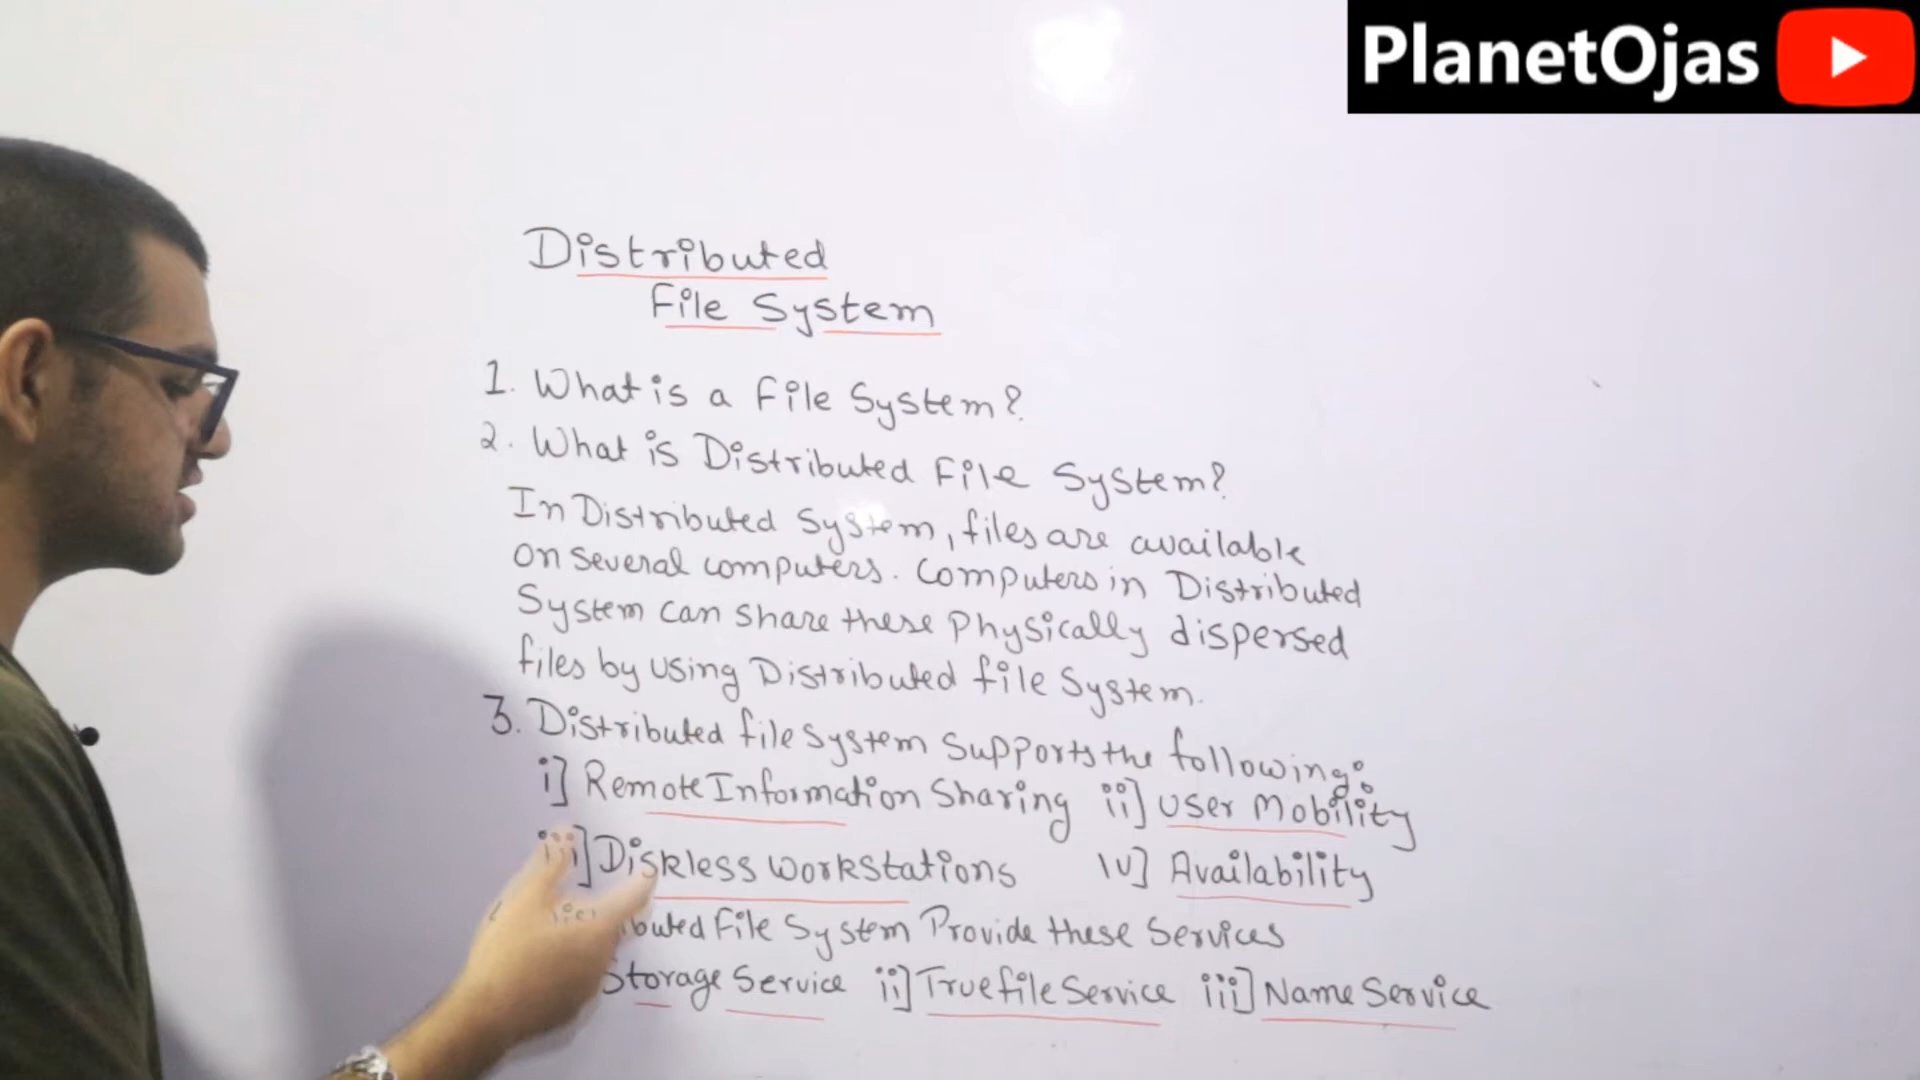 PlanetOjas
Distributed
File System
1. What is a File System?
2. What is Distributed File System?
In Distributed System, files are available
on several computers. Computers in Distributed
System can share these Physically dispersed
files by using Distributed file System.
3. Distributed file System Supports the following:
i] Remote Information Sharing ii] User Mobility
iii] Diskless Workstations iv] Availability
File System Provide these Services
Storage Service ii] True file Service iii] Name Service